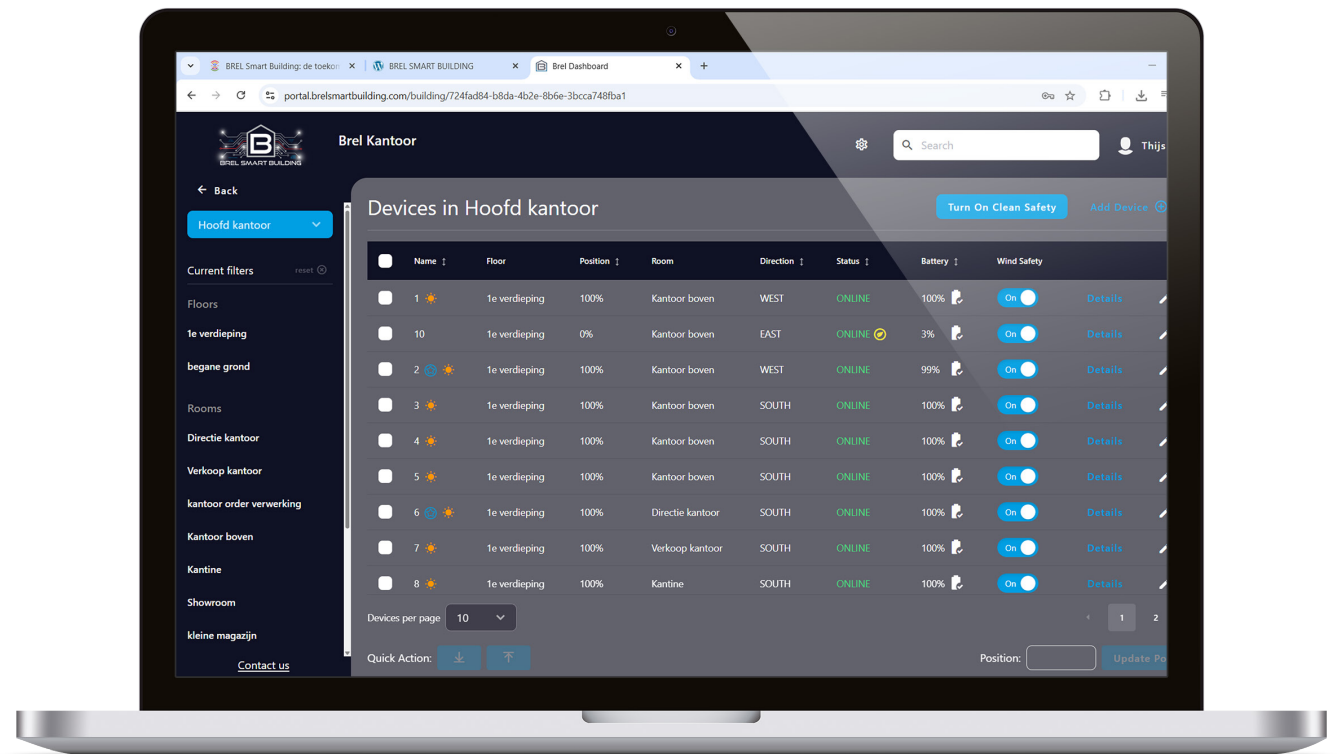 BREL Smart Building: de toekon
BREL SMART BUILDING
Brel Dashboard
portal.brelsmartbuilding.com/building/724fad84-b8da-4b2e-8b6e-3bcca748fba1
B
BREL SMART BUILDING
Brel Kantoor
Search
Thijs
Back
Hoofd kantoor
Current filters reset
Floors
1e verdieping
begane grond
Rooms
Directie kantoor
Verkoop kantoor
kantoor order verwerking
Kantoor boven
Kantine
Showroom
kleine magazijn
Contact us
Devices in Hoofd kantoor
Turn On Clean Safety
Add Device
Name Floor Position Room Direction Status Battery Wind Safety
1 1e verdieping 100% Kantoor boven WEST ONLINE 100% On Details
10 1e verdieping 0% Kantoor boven EAST ONLINE 3% On Details
2 1e verdieping 100% Kantoor boven WEST ONLINE 99% On Details
3 1e verdieping 100% Kantoor boven SOUTH ONLINE 100% On Details
4 1e verdieping 100% Kantoor boven SOUTH ONLINE 100% On Details
5 1e verdieping 100% Kantoor boven SOUTH ONLINE 100% On Details
6 1e verdieping 100% Directie kantoor SOUTH ONLINE 100% On Details
7 1e verdieping 100% Verkoop kantoor SOUTH ONLINE 100% On Details
8 1e verdieping 100% Kantine SOUTH ONLINE 100% On Details
Devices per page 10
1 2
Quick Action:
Position:
Update Po